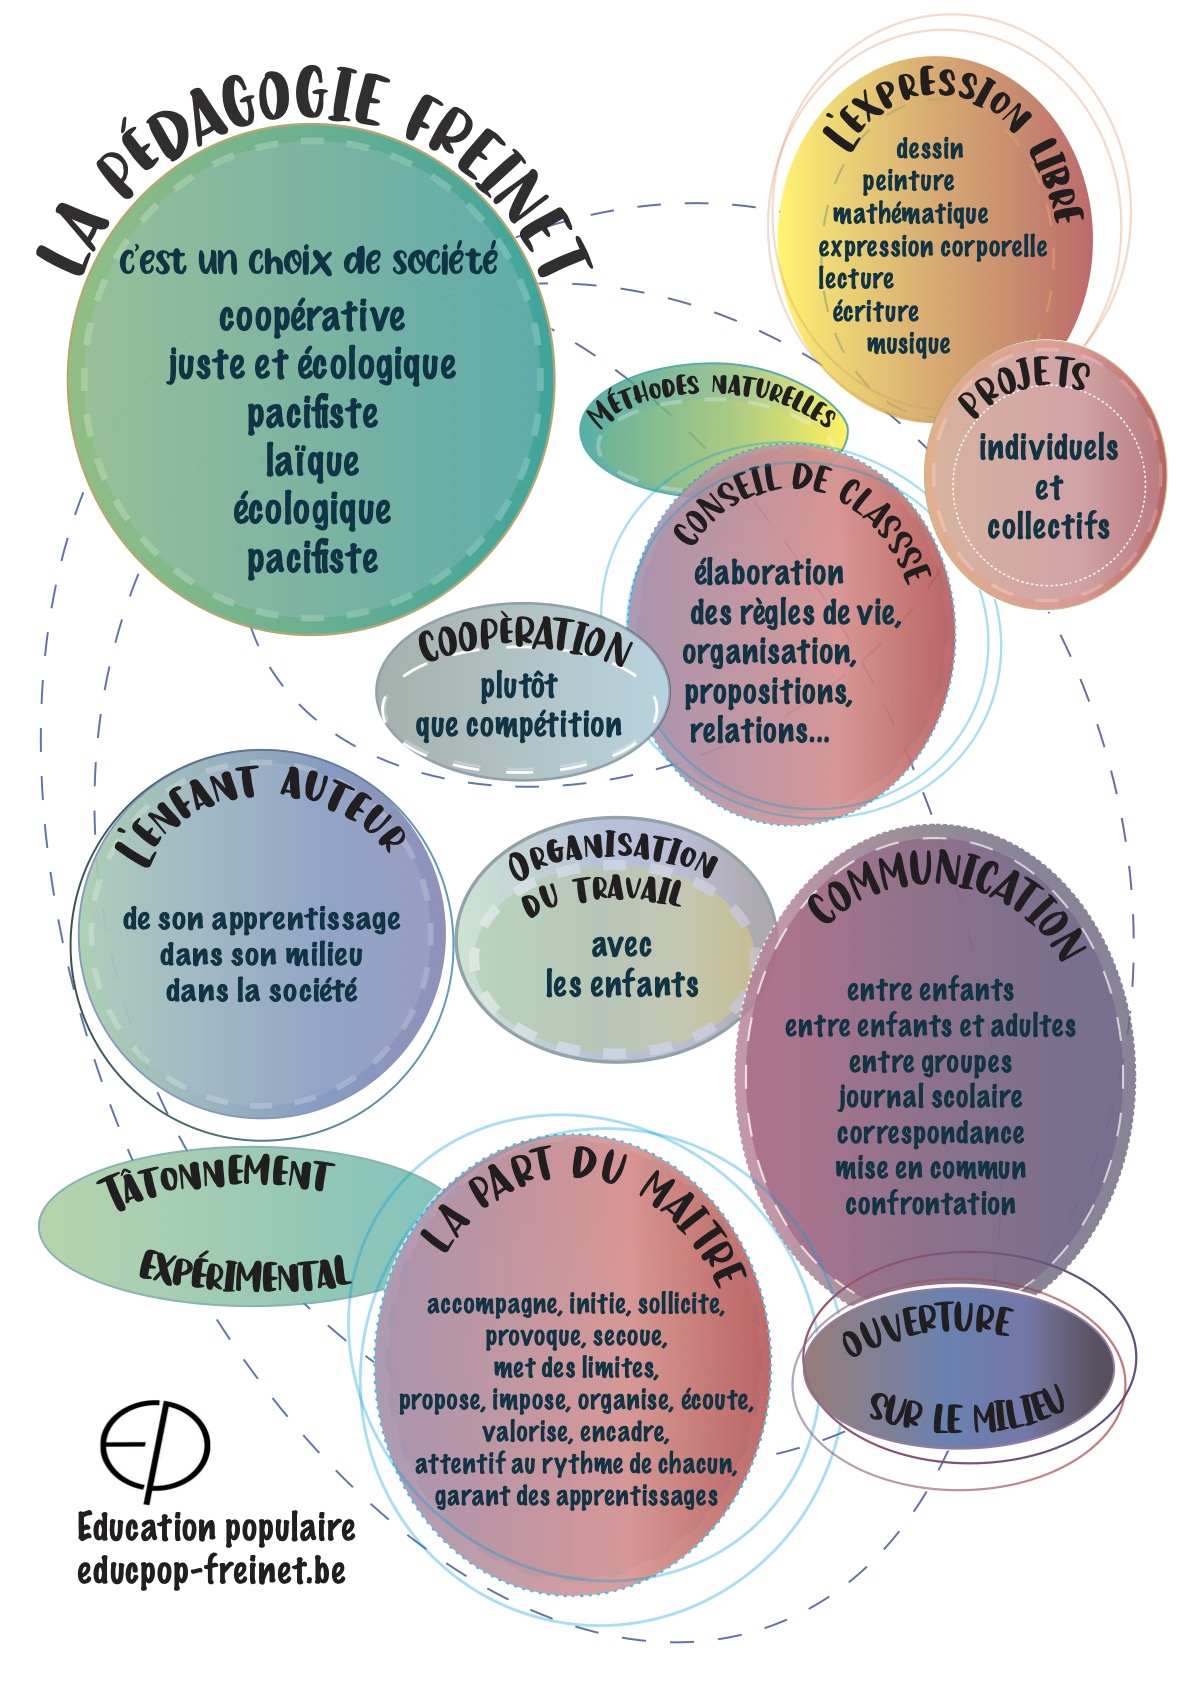 LA PÉDAGOGIE FREINET
c'est un choix de société
coopérative
juste et écologique
pacifiste
laïque
écologique
pacifiste
L'EXPRESSION LIBRE
dessin
peinture
mathématique
expression corporelle
lecture
écriture
musique
PROJETS
individuels
et
collectifs
MÉTHODES NATURELLES
CONSEIL DE CLASSSE
élaboration
des règles de vie,
organisation,
propositions,
relations...
COOPÈRATION
plutôt
que compétition
L'ENFANT AUTEUR
de son apprentissage
dans son milieu
dans la société
ORGANISATION
DU TRAVAIL
avec
les enfants
COMMUNICATION
entre enfants
entre enfants et adultes
entre groupes
journal scolaire
correspondance
mise en commun
confrontation
TÂTONNEMENT
EXPÉRIMENTAL
LA PART DU MAITRE
accompagne, initie, sollicite,
provoque, secoue,
met des limites,
propose, impose, organise, écoute,
valorise, encadre,
attentif au rythme de chacun,
garant des apprentissages
OUVERTURE
SUR LE MILIEU
EP
Education populaire
educpop-freinet.be